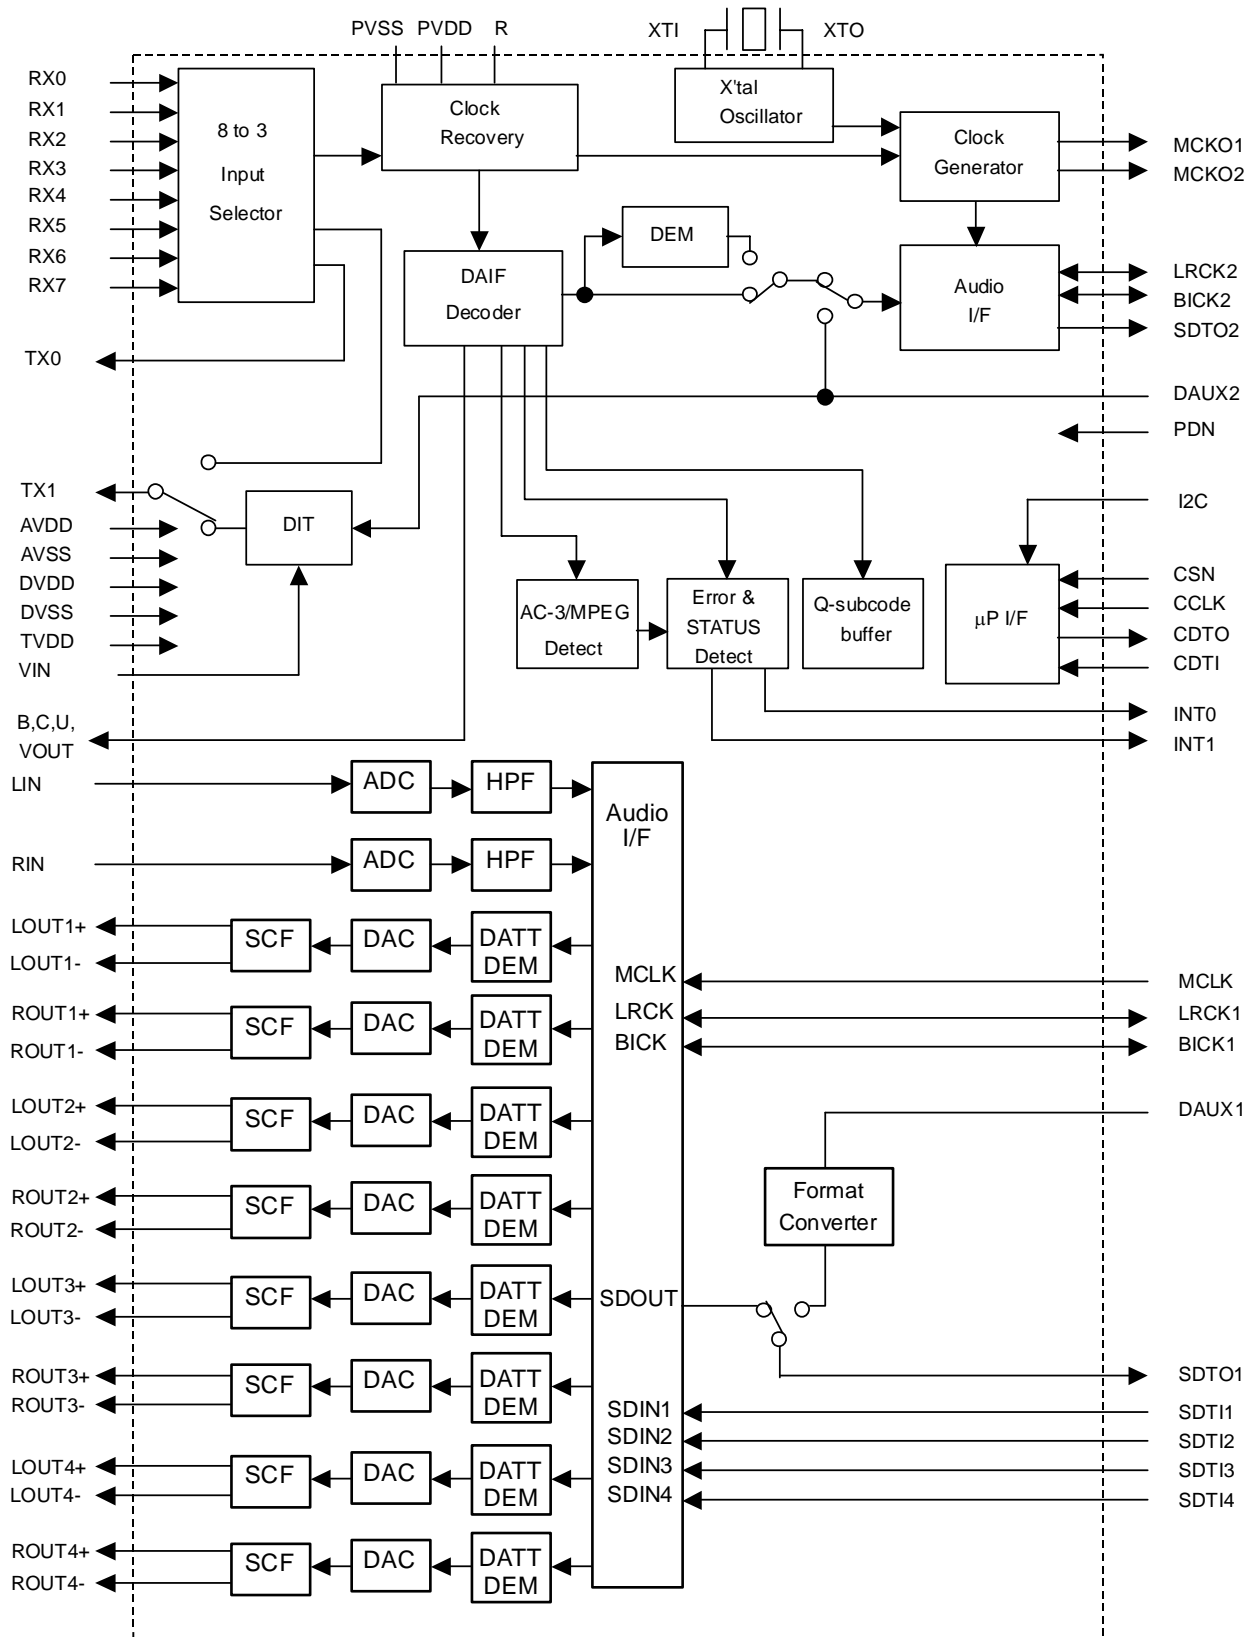 PVSS PVDD R XTI XTO
RX0
RX1
RX2
RX3
RX4
RX5
RX6
RX7
8 to 3
Input
Selector
Clock
Recovery
X'tal
Oscillator
Clock
Generator
MCKO1
MCKO2
DEM
DAIF
Decoder
Audio
I/F
LRCK2
BICK2
SDTO2
TX0
DAUX2
PDN
TX1
AVDD
AVSS
DVDD
DVSS
TVDD
VIN
DIT
I2C
CSN
CCLK
CDTO
CDTI
AC-3/MPEG
Detect
Error &
STATUS
Detect
Q-subcode
buffer
µP I/F
INT0
INT1
B,C,U,
VOUT
LIN
ADC
HPF
Audio
I/F
RIN
ADC
HPF
LOUT1+
LOUT1-
SCF
DAC
DATT
DEM
MCLK
MCLK
ROUT1+
ROUT1-
SCF
DAC
DATT
DEM
LRCK
BICK
LRCK1
BICK1
LOUT2+
LOUT2-
SCF
DAC
DATT
DEM
DAUX1
ROUT2+
ROUT2-
SCF
DAC
DATT
DEM
Format
Converter
LOUT3+
LOUT3-
SCF
DAC
DATT
DEM
SDOUT
ROUT3+
ROUT3-
SCF
DAC
DATT
DEM
SDTO1
SDIN1
SDIN2
SDIN3
SDIN4
SDTI1
SDTI2
SDTI3
SDTI4
LOUT4+
LOUT4-
SCF
DAC
DATT
DEM
ROUT4+
ROUT4-
SCF
DAC
DATT
DEM